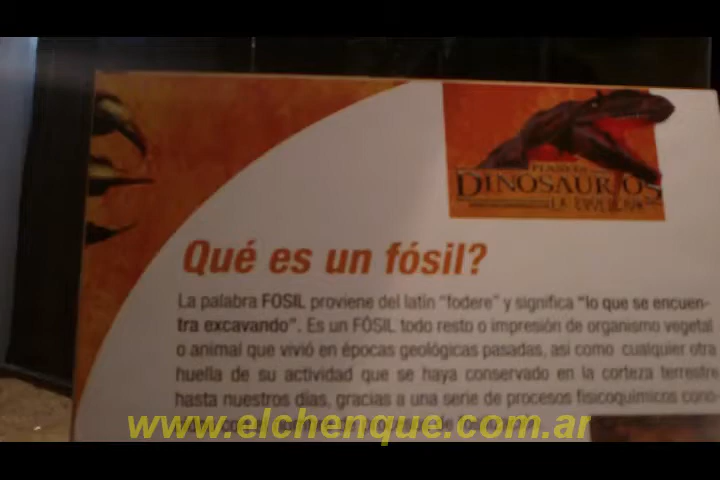 PLANETA
DINOSAURIOS
LA
Qué es un fósil?
La palabra FOSIL proviene del latín "fodere" y significa "lo que se encuen-
tra excavando". Es un FÓSIL todo resto o impresión de organismo vegetal
o animal que vivió en épocas geológicas pasadas, así como cualquier otra
huella de su actividad que se haya conservado en la corteza terrestre
hasta nuestros días, gracias a una serie de procesos fisicoquímicos cono-
www.elchenque.com.ar